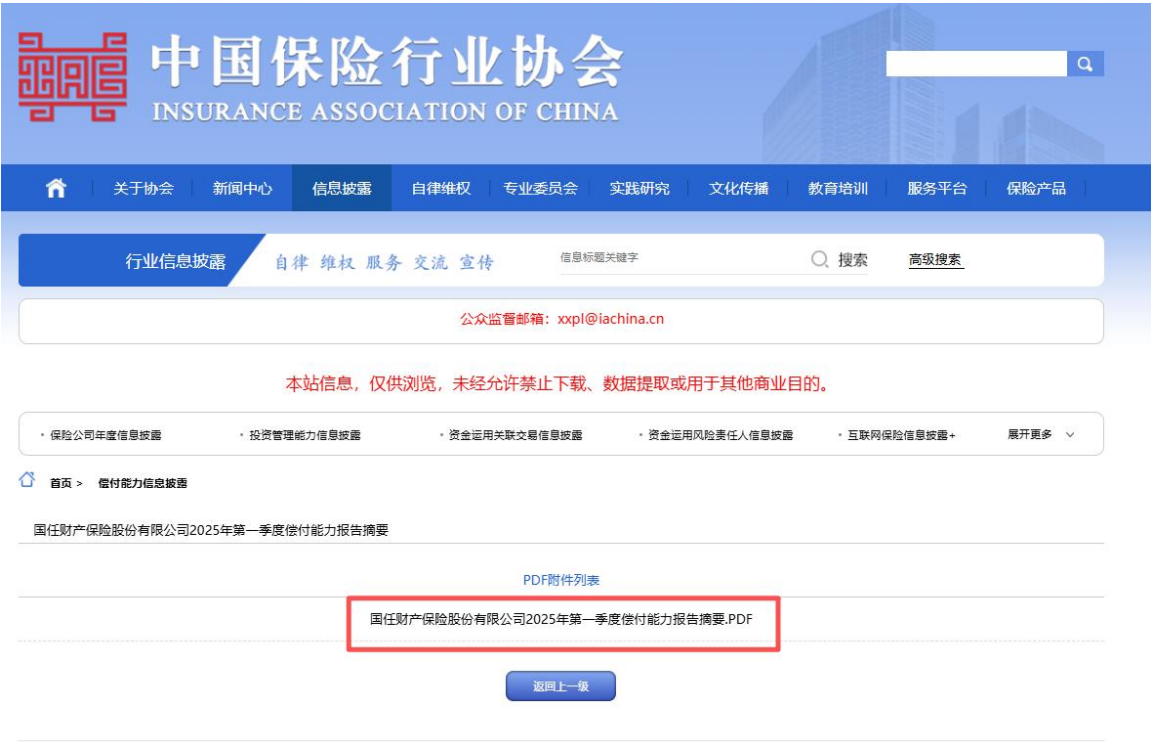 中国保险行业协会
INSURANCE ASSOCIATION OF CHINA
关于协会 新闻中心 信息披露 自律维权 专业委员会 实践研究 文化传播 教育培训 服务平台 保险产品
行业信息披露 自律 维权 服务 交流 宣传 信息标题关键字 搜索 高级搜索
公众监督邮箱：xxpl@iachina.cn
本站信息，仅供浏览，未经允许禁止下载、数据提取或用于其他商业目的。
·保险公司年度信息披露 ·投资管理能力信息披露 ·资金运用关联交易信息披露 ·资金运用风险责任人信息披露 ·互联网保险信息披露+ 展开更多
首页 > 偿付能力信息披露
国任财产保险股份有限公司2025年第一季度偿付能力报告摘要
PDF附件列表
国任财产保险股份有限公司2025年第一季度偿付能力报告摘要.PDF
返回上一级